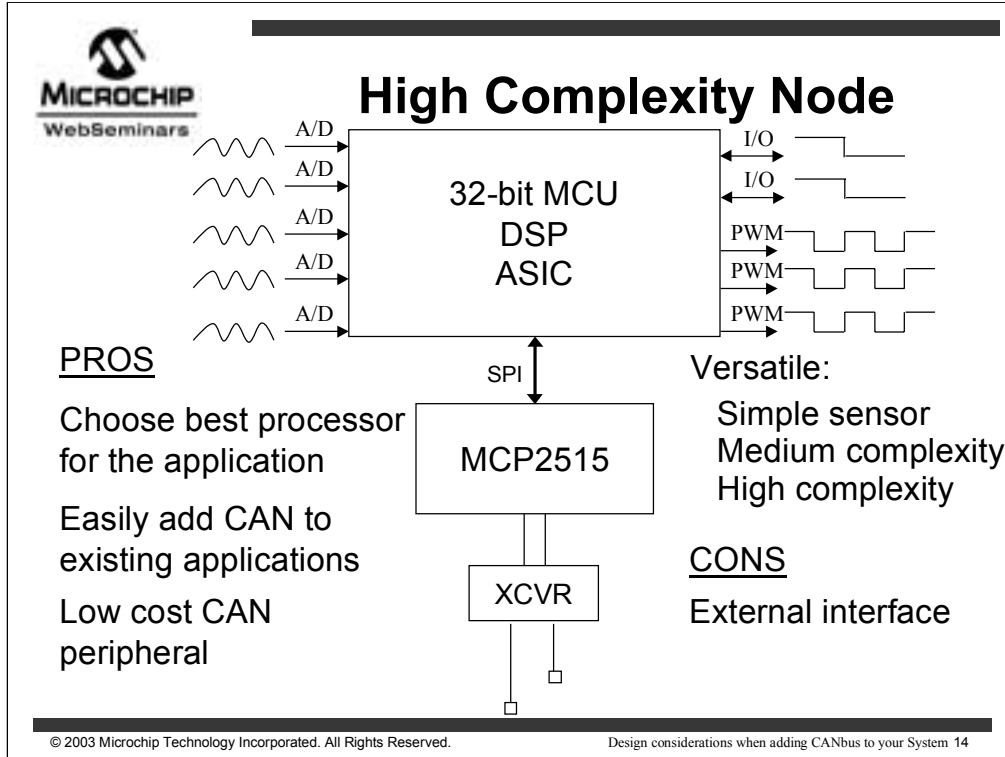 MICROCHIP
WebSeminars
High Complexity Node
A/D
A/D
A/D
A/D
A/D
32-bit MCU
DSP
ASIC
I/O
I/O
PWM
PWM
PWM
SPI
MCP2515
XCVR
PROS
Choose best processor
for the application
Easily add CAN to
existing applications
Low cost CAN
peripheral
Versatile:
Simple sensor
Medium complexity
High complexity
CONS
External interface
© 2003 Microchip Technology Incorporated. All Rights Reserved.
Design considerations when adding CANbus to your System 14